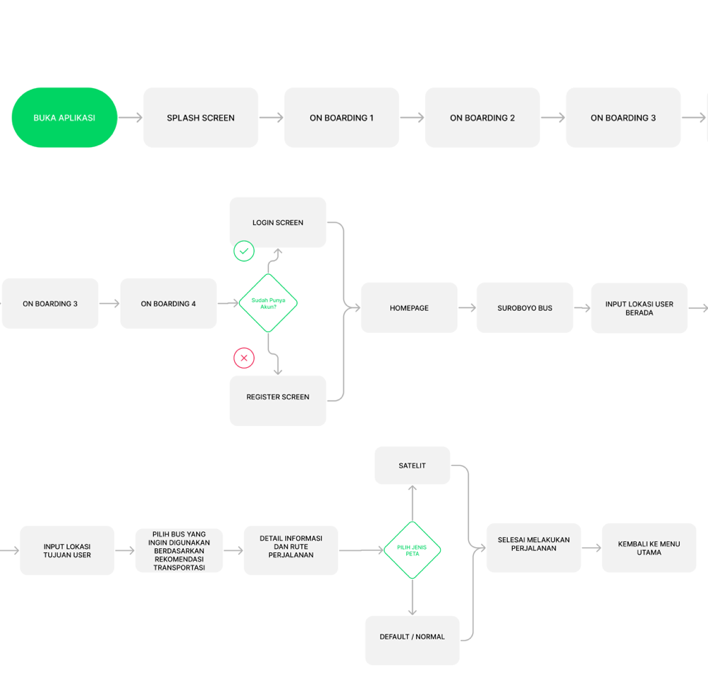 BUKA APLIKASI
SPLASH SCREEN
ON BOARDING 1
ON BOARDING 2
ON BOARDING 3
LOGIN SCREEN
ON BOARDING 3
ON BOARDING 4
Sudah Punya
Akun?
HOMEPAGE
SUROBOYO BUS
INPUT LOKASI USER
BERADA
REGISTER SCREEN
SATELIT
INPUT LOKASI
TUJUAN USER
PILIH BUS YANG
INGIN DIGUNAKAN
BERDASARKAN
REKOMENDASI
TRANSPORTASI
DETAIL INFORMASI
DAN RUTE
PERJALANAN
PILIH JENIS
PETA
SELESAI MELAKUKAN
PERJALANAN
KEMBALI KE MENU
UTAMA
DEFAULT / NORMAL